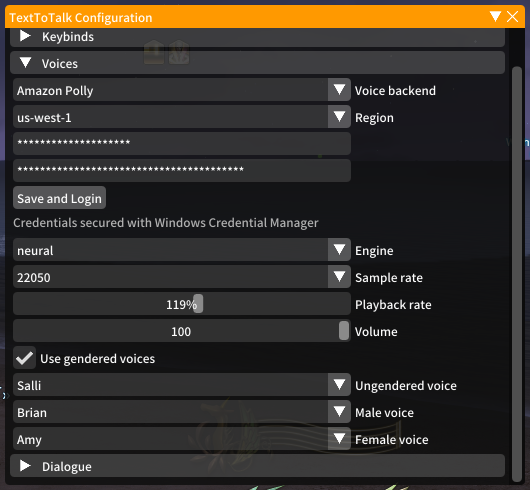 TextToTalk Configuration
Keybinds
Voices
Amazon Polly Voice backend
us-west-1 Region
********************
****************************************
Save and Login
Credentials secured with Windows Credential Manager
neural Engine
22050 Sample rate
119% Playback rate
100 Volume
Use gendered voices
Salli Ungendered voice
Brian Male voice
Amy Female voice
Dialogue